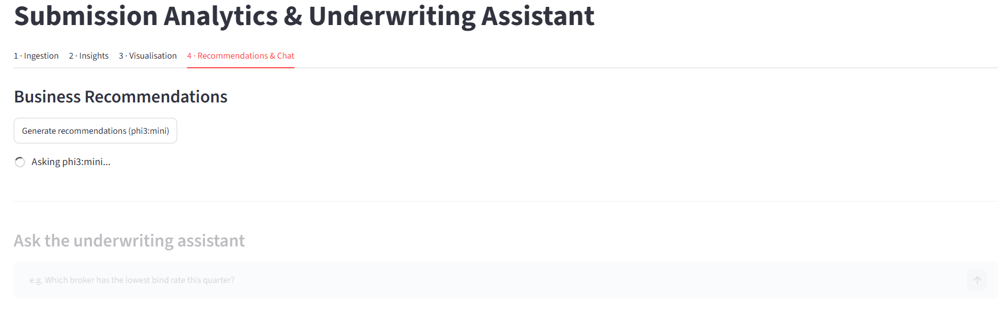 Submission Analytics & Underwriting Assistant
1 · Ingestion 2 · Insights 3 · Visualisation 4 · Recommendations & Chat
Business Recommendations
Generate recommendations (phi3:mini)
Asking phi3:mini...
Ask the underwriting assistant
e.g. Which broker has the lowest bind rate this quarter?